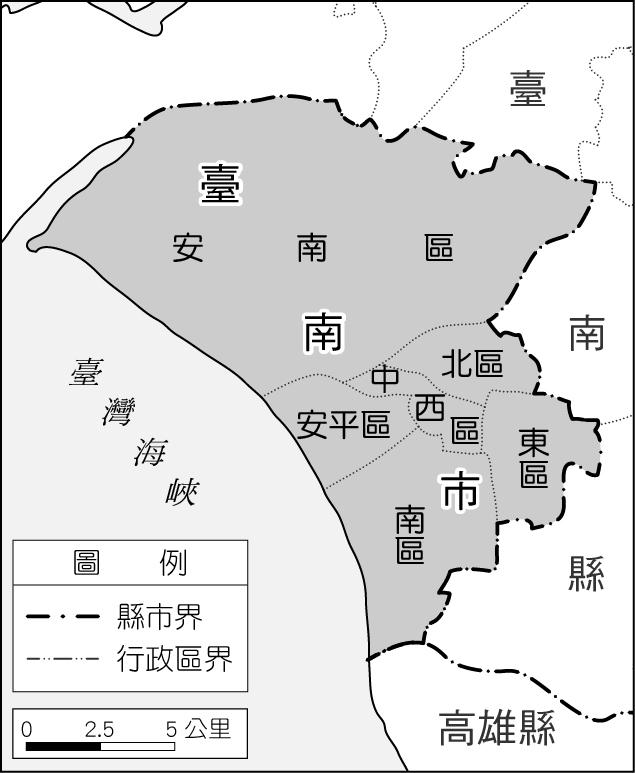 臺南縣
臺南市
安南區
北區
中西區
安平區
東區
南區
臺灣海峽
高雄縣
圖 例
縣市界
行政區界
0 2.5 5 公里